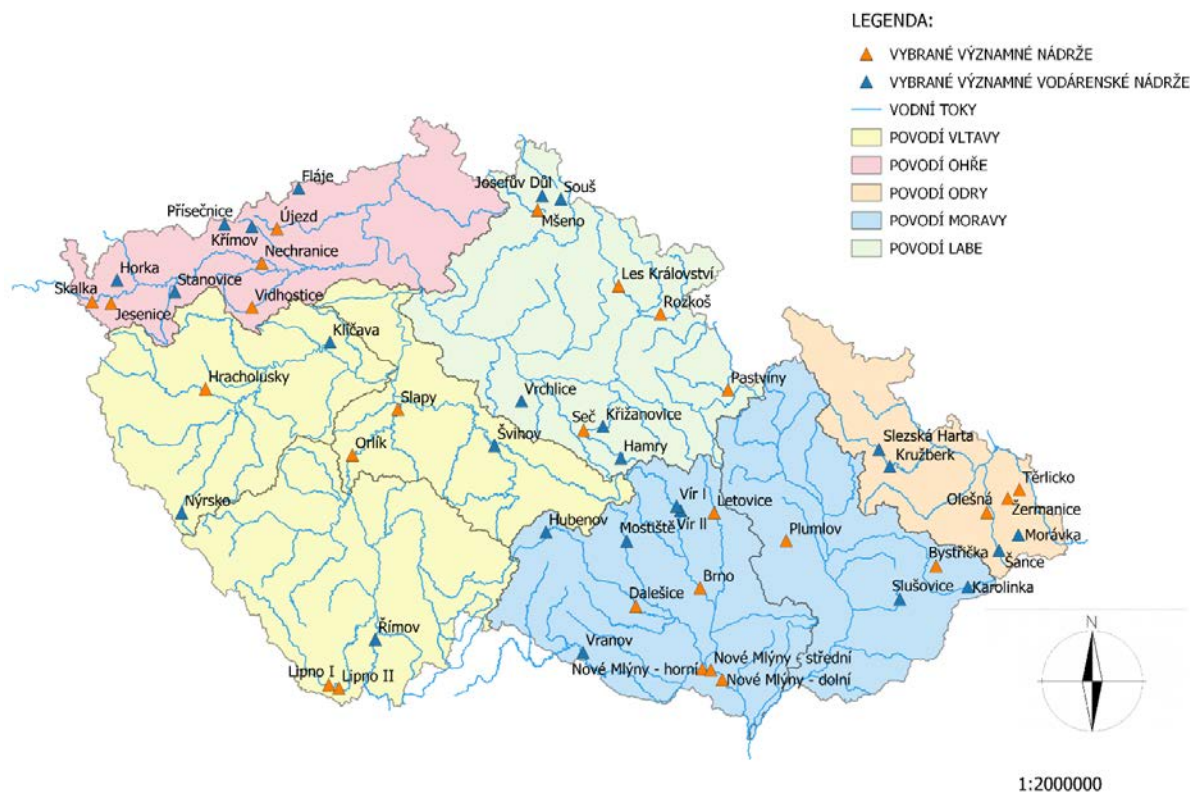 LEGENDA:
VYBRANÉ VÝZNAMNÉ NÁDRŽE
VYBRANÉ VÝZNAMNÉ VODÁRENSKÉ NÁDRŽE
VODNÍ TOKY
POVODÍ VLTAVY
POVODÍ OHŘE
POVODÍ ODRY
POVODÍ MORAVY
POVODÍ LABE
Fláje
Josefův Důl
Souš
Přísečnice
Újezd
Mšeno
Křímov
Nechranice
Horka
Stanovice
Les Království
Skalka
Jesenice
Vidhostice
Rozkoš
Klíčava
Hracholusky
Pastviny
Slapy
Vrchlice
Seč
Křižanovice
Orlík
Švihov
Hamry
Slezská Harta
Kružberk
Těrlicko
Nýrsko
Vír I
Letovice
Olešná
Žermanice
Hubenov
Mostiště
Vír II
Plumlov
Morávka
Bystřička
Šance
Brno
Slušovice
Karolinka
Dalešice
Římov
Vranov
Nové Mlýny - střední
Nové Mlýny - horní
Nové Mlýny - dolní
Lipno I
Lipno II
N
1:2000000